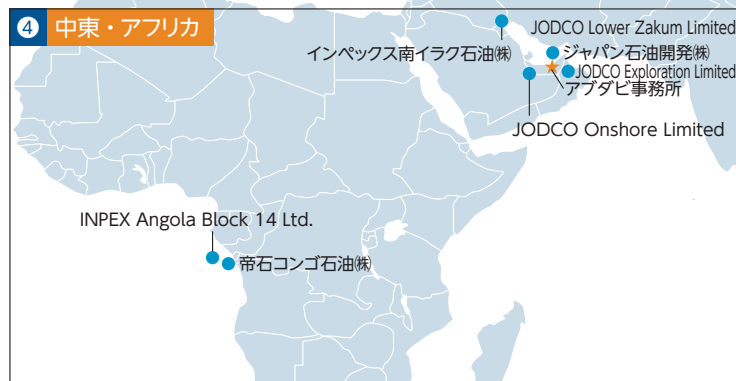 4 中東・アフリカ
JODCO Lower Zakum Limited
インペックス南イラク石油㈱
ジャパン石油開発㈱
JODCO Exploration Limited
アブダビ事務所
JODCO Onshore Limited
INPEX Angola Block 14 Ltd.
帝石コンゴ石油㈱